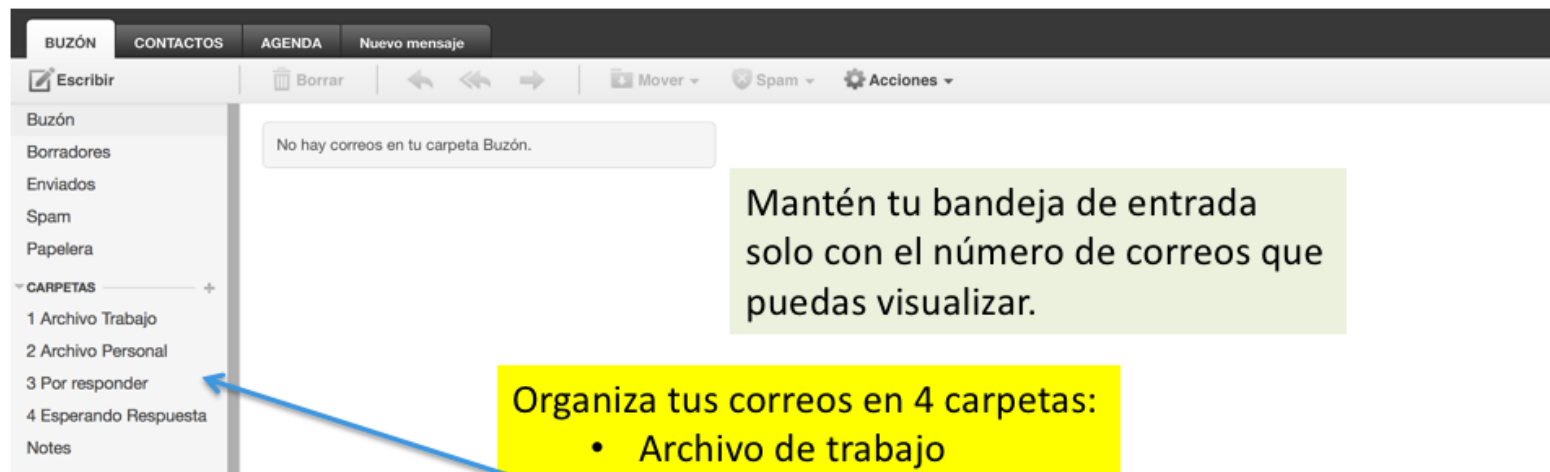 BUZÓN CONTACTOS AGENDA Nuevo mensaje
Escribir Borrar Mover Spam Acciones
Buzón
Borradores
Enviados
Spam
Papelera
CARPETAS
1 Archivo Trabajo
2 Archivo Personal
3 Por responder
4 Esperando Respuesta
Notes
No hay correos en tu carpeta Buzón.
Mantén tu bandeja de entrada
solo con el número de correos que
puedas visualizar.
Organiza tus correos en 4 carpetas:
• Archivo de trabajo